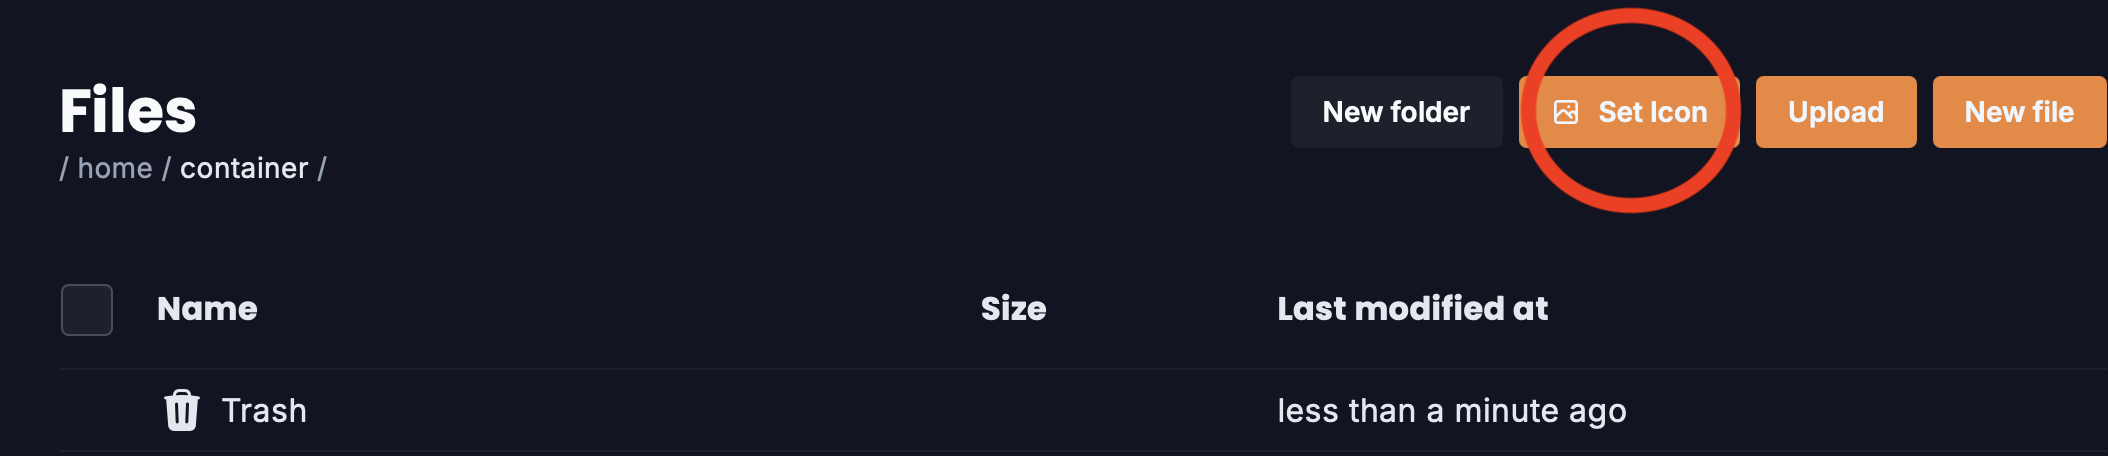 Files
/ home / container /
New folder
Set Icon
Upload
New file
Name Size Last modified at
Trash less than a minute ago